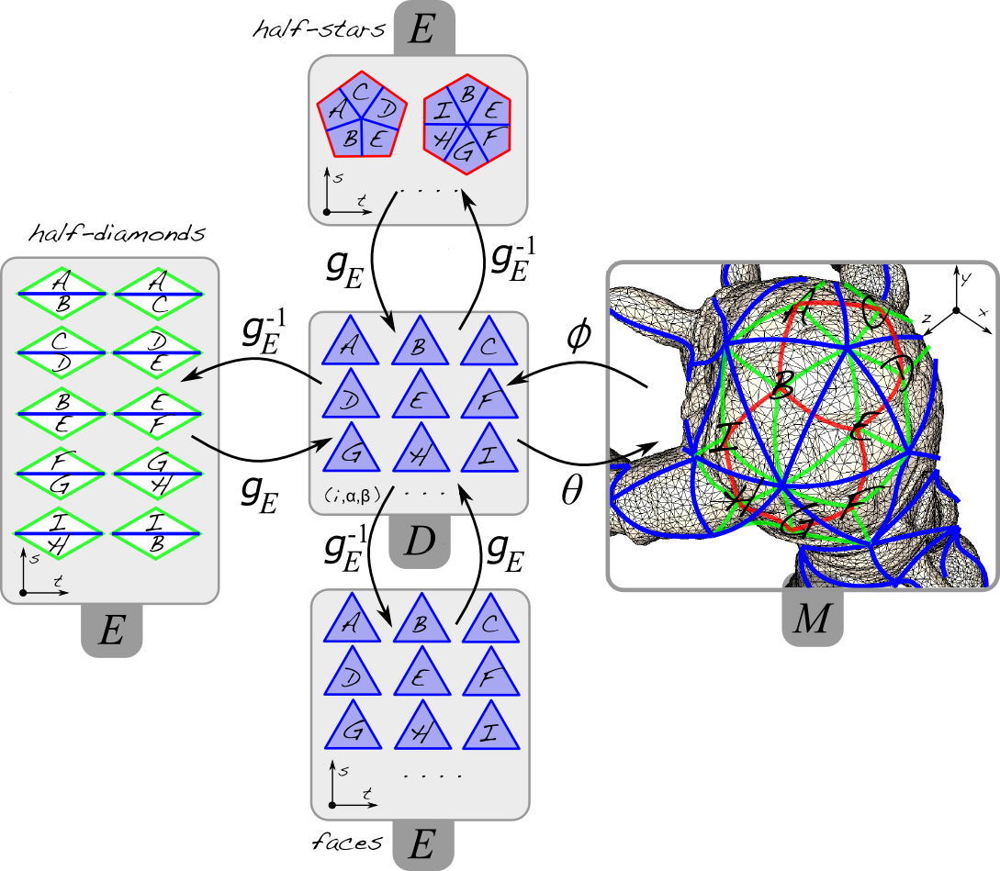 half-stars
E
C
A D
B E
B
I E
H F
G
s
t
. . . .
g_E
g_E^-1
half-diamonds
A
B
A
C
C
D
D
E
B
E
E
F
F
G
G
H
I
H
I
B
s
t
E
g_E^-1
g_E
A B C
D E F
G H I
(i,α,β) . . .
D
ϕ
θ
A C
D
B
E
I
H
G F
y
z
x
M
g_E^-1
g_E
A B C
D E F
G H I
s
t
. . . .
faces
E